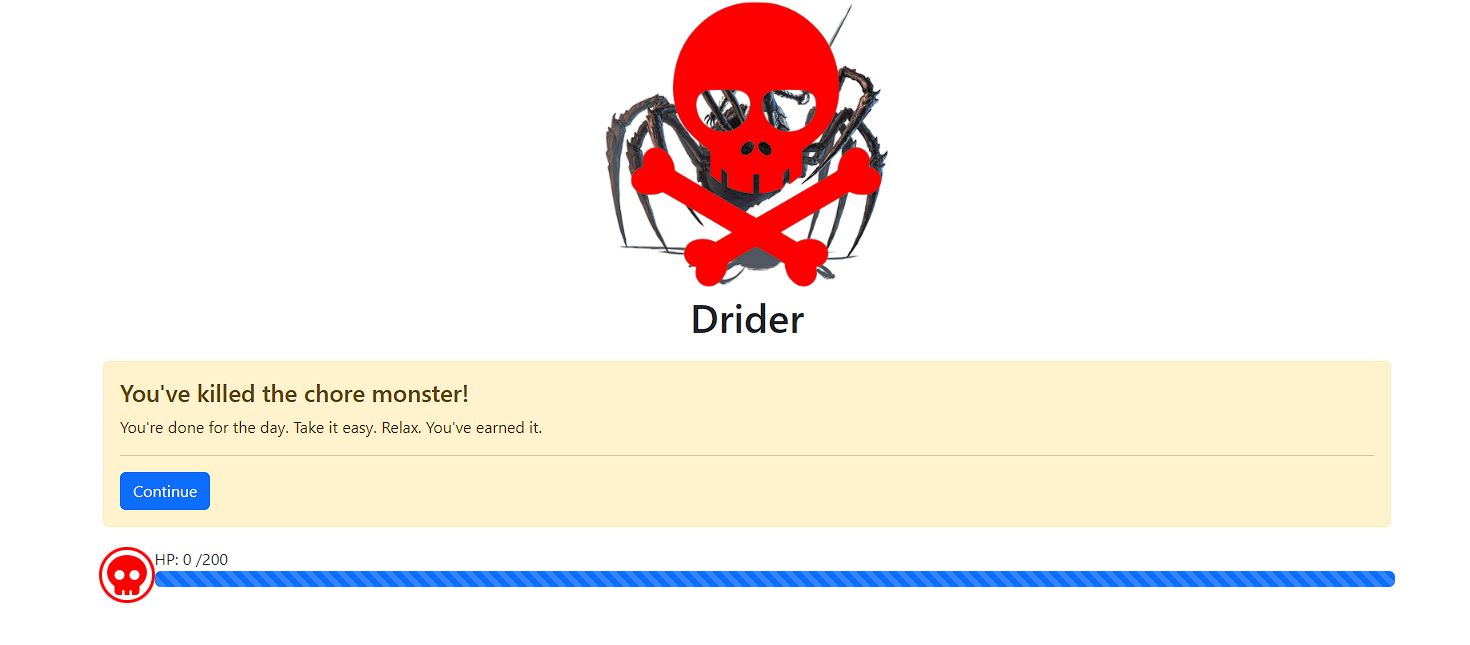 Drider
You've killed the chore monster!
You're done for the day. Take it easy. Relax. You've earned it.
Continue
HP: 0 /200